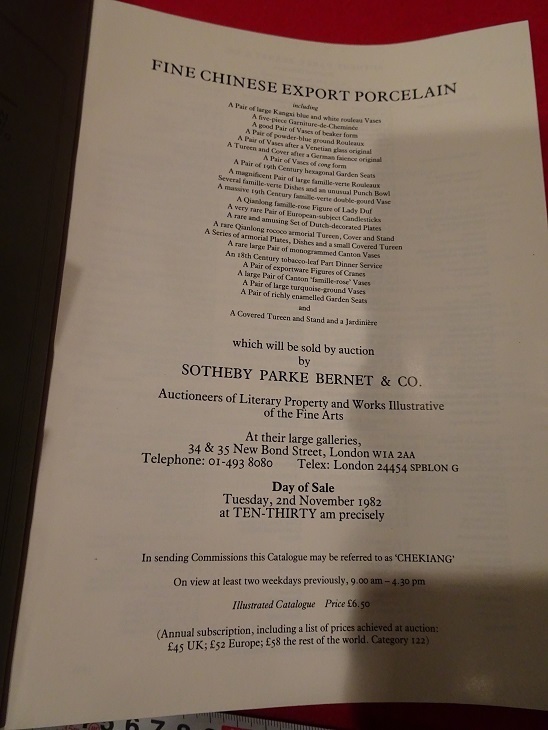 FINE CHINESE EXPORT PORCELAIN
including
A Pair of large Kangxi blue and white rouleau Vases
A five-piece Garniture-de-Cheminée
A good Pair of Vases of beaker form
A Pair of powder-blue ground Rouleaux
A Pair of Vases after a Venetian glass original
A Tureen and Cover after a German faience original
A Pair of Vases of cong form
A Pair of 19th Century hexagonal Garden Seats
A magnificent Pair of large famille-verte Rouleaux
Several famille-verte Dishes and an unusual Punch Bowl
A massive 19th Century famille-verte double-gourd Vase
A Qianlong famille-rose Figure of Lady Duf
A very rare Pair of European-subject Candlesticks
A rare and amusing Set of Dutch-decorated Plates
A rare Qianlong rococo armorial Tureen, Cover and Stand
A Series of armorial Plates, Dishes and a small Covered Tureen
A rare large Pair of monogrammed Canton Vases
An 18th Century tobacco-leaf Part Dinner Service
A Pair of exportware Figures of Cranes
A large Pair of Canton 'famille-rose' Vases
A Pair of large turquoise-ground Vases
A Pair of richly enamelled Garden Seats
and
A Covered Tureen and Stand and a Jardinière
which will be sold by auction
by
SOTHEBY PARKE BERNET & CO.
Auctioneers of Literary Property and Works Illustrative
of the Fine Arts
At their large galleries,
34 & 35 New Bond Street, London W1A 2AA
Telephone: 01-493 8080 Telex: London 24454 SPBLON G
Day of Sale
Tuesday, 2nd November 1982
at TEN-THIRTY am precisely
In sending Commissions this Catalogue may be referred to as 'CHEKIANG'
On view at least two weekdays previously, 9.00 am – 4.30 pm
Illustrated Catalogue Price £6.50
(Annual subscription, including a list of prices achieved at auction:
£45 UK; £52 Europe; £58 the rest of the world. Category 122)
5 6 7 8